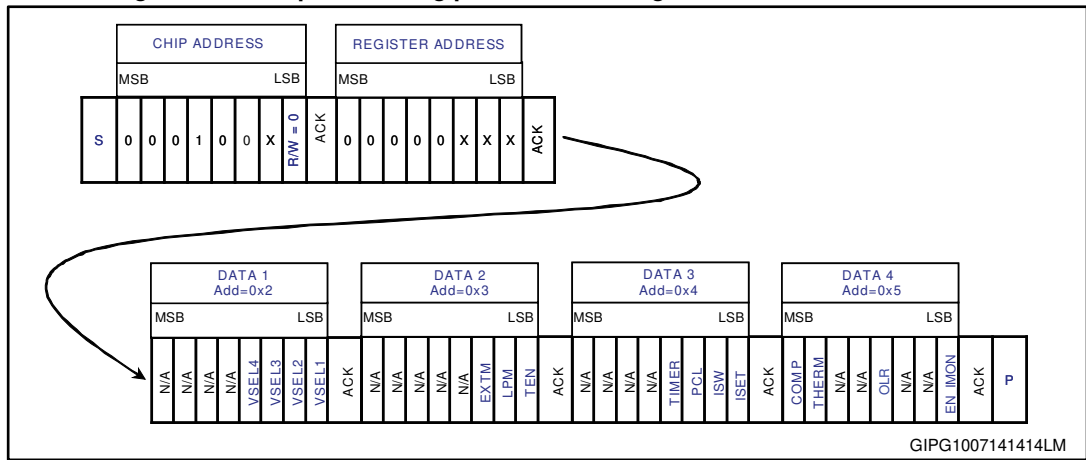 CHIP ADDRESS REGISTER ADDRESS
MSB LSB MSB LSB
S 0 0 0 1 0 0 X R/W = 0 ACK 0 0 0 0 0 X X X ACK
DATA 1 DATA 2 DATA 3 DATA 4
Add=0x2 Add=0x3 Add=0x4 Add=0x5
MSB LSB MSB LSB MSB LSB MSB LSB
N/A N/A N/A N/A VSEL4 VSEL3 VSEL2 VSEL1 ACK N/A N/A N/A N/A N/A EXTM LPM TEN ACK N/A N/A N/A N/A TIMER PCL ISW ISET ACK COMP THERM N/A N/A OLR N/A N/A EN IMON ACK P
GIPG1007141414LM